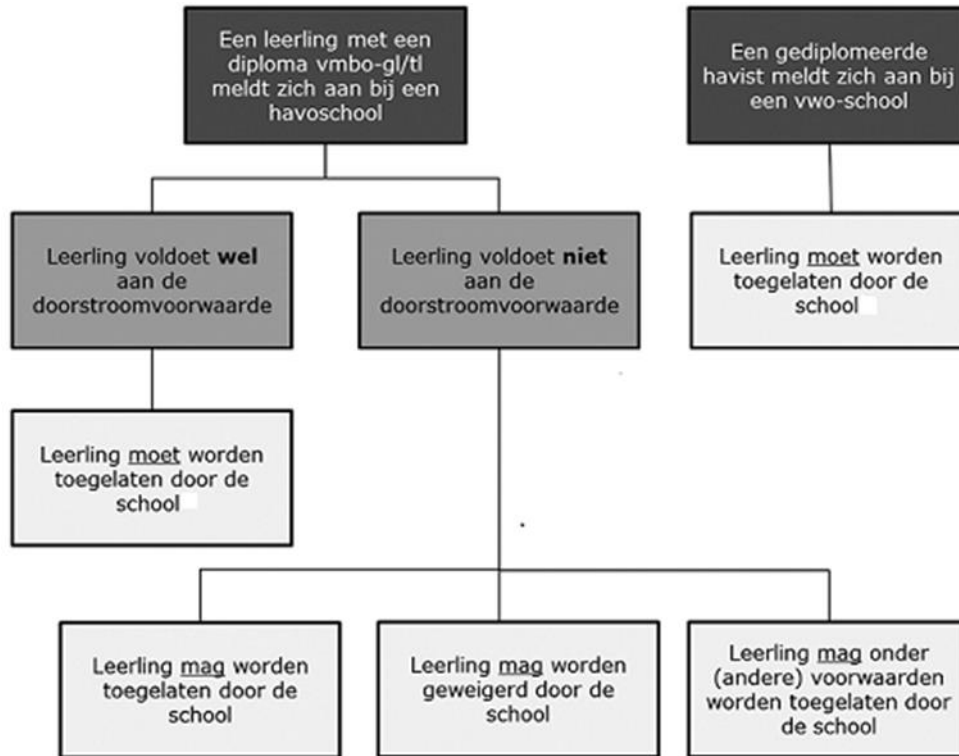 Een leerling met een
diploma vmbo-gl/tl
meldt zich aan bij een
havoschool
Een gediplomeerde
havist meldt zich aan bij
een vwo-school
Leerling voldoet wel
aan de
doorstroomvoorwaarde
Leerling voldoet niet
aan de
doorstroomvoorwaarde
Leerling moet worden
toegelaten door de
school
Leerling moet worden
toegelaten door de
school
Leerling mag worden
toegelaten door de
school
Leerling mag worden
geweigerd door de
school
Leerling mag onder
(andere) voorwaarden
worden toegelaten door
de school